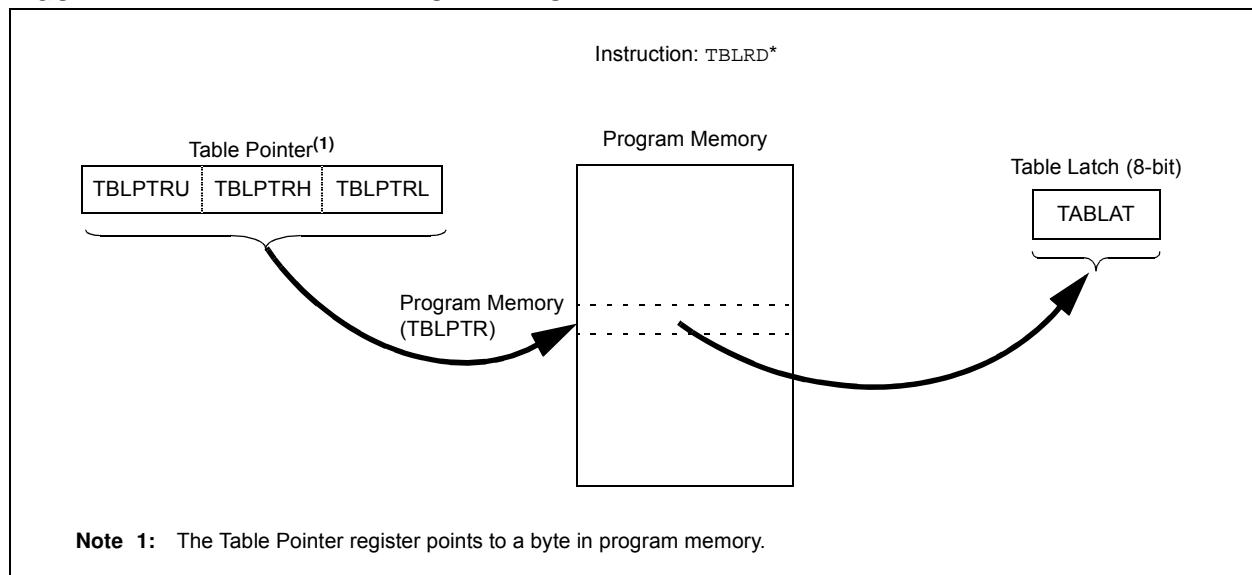 Instruction: TBLRD*
Table Pointer(1)
TBLPTRU TBLPTRH TBLPTRL
Program Memory
Table Latch (8-bit)
TABLAT
Program Memory
(TBLPTR)
Note 1: The Table Pointer register points to a byte in program memory.